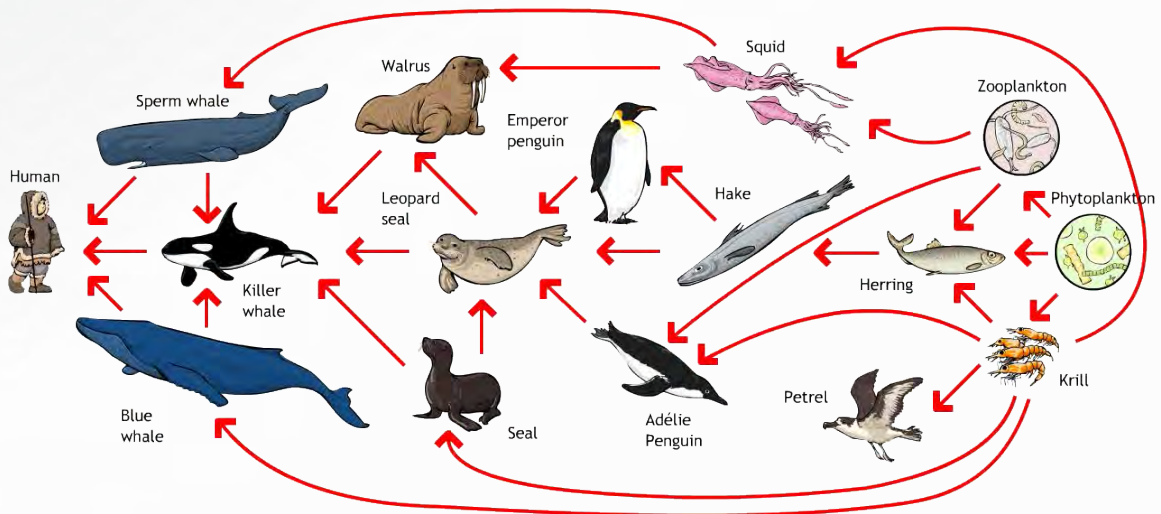 Squid
Walrus
Zooplankton
Sperm whale
Emperor
penguin
Human
Hake
Leopard
seal
Phytoplankton
Herring
Killer
whale
Krill
Petrel
Blue
whale
Seal
Adélie
Penguin